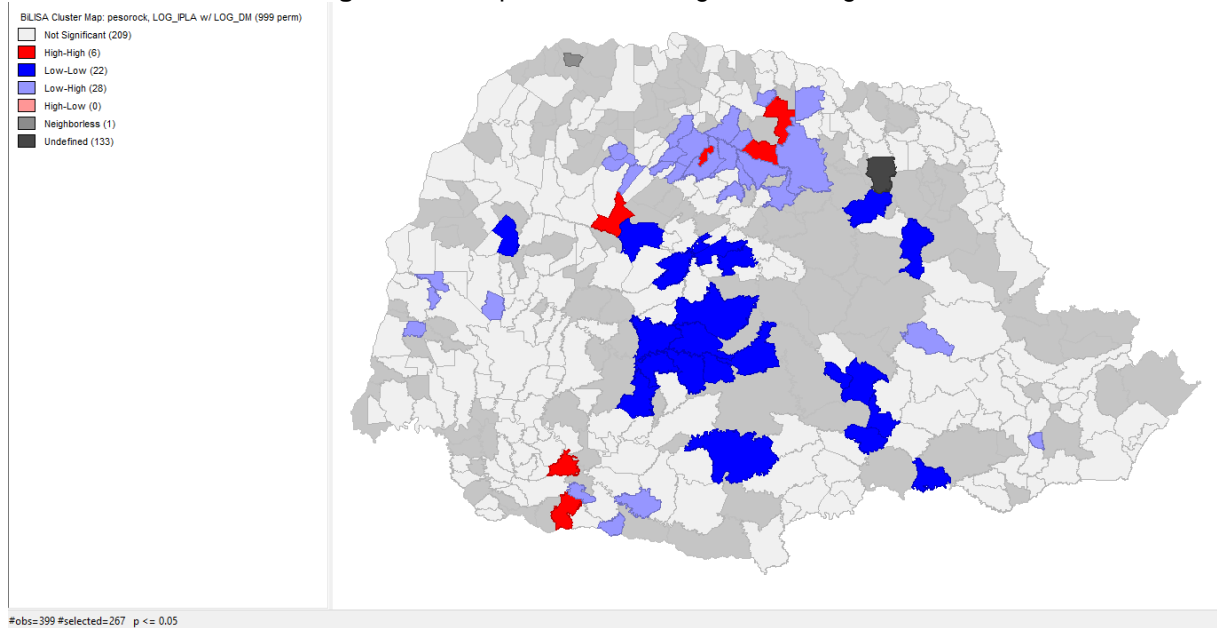 BiLISA Cluster Map: pesorock, LOG_IPLA w/ LOG_DM (999 perm)
Not Significant (209)
High-High (6)
Low-Low (22)
Low-High (28)
High-Low (0)
Neighborless (1)
Undefined (133)
#obs=399 #selected=267 p <= 0.05